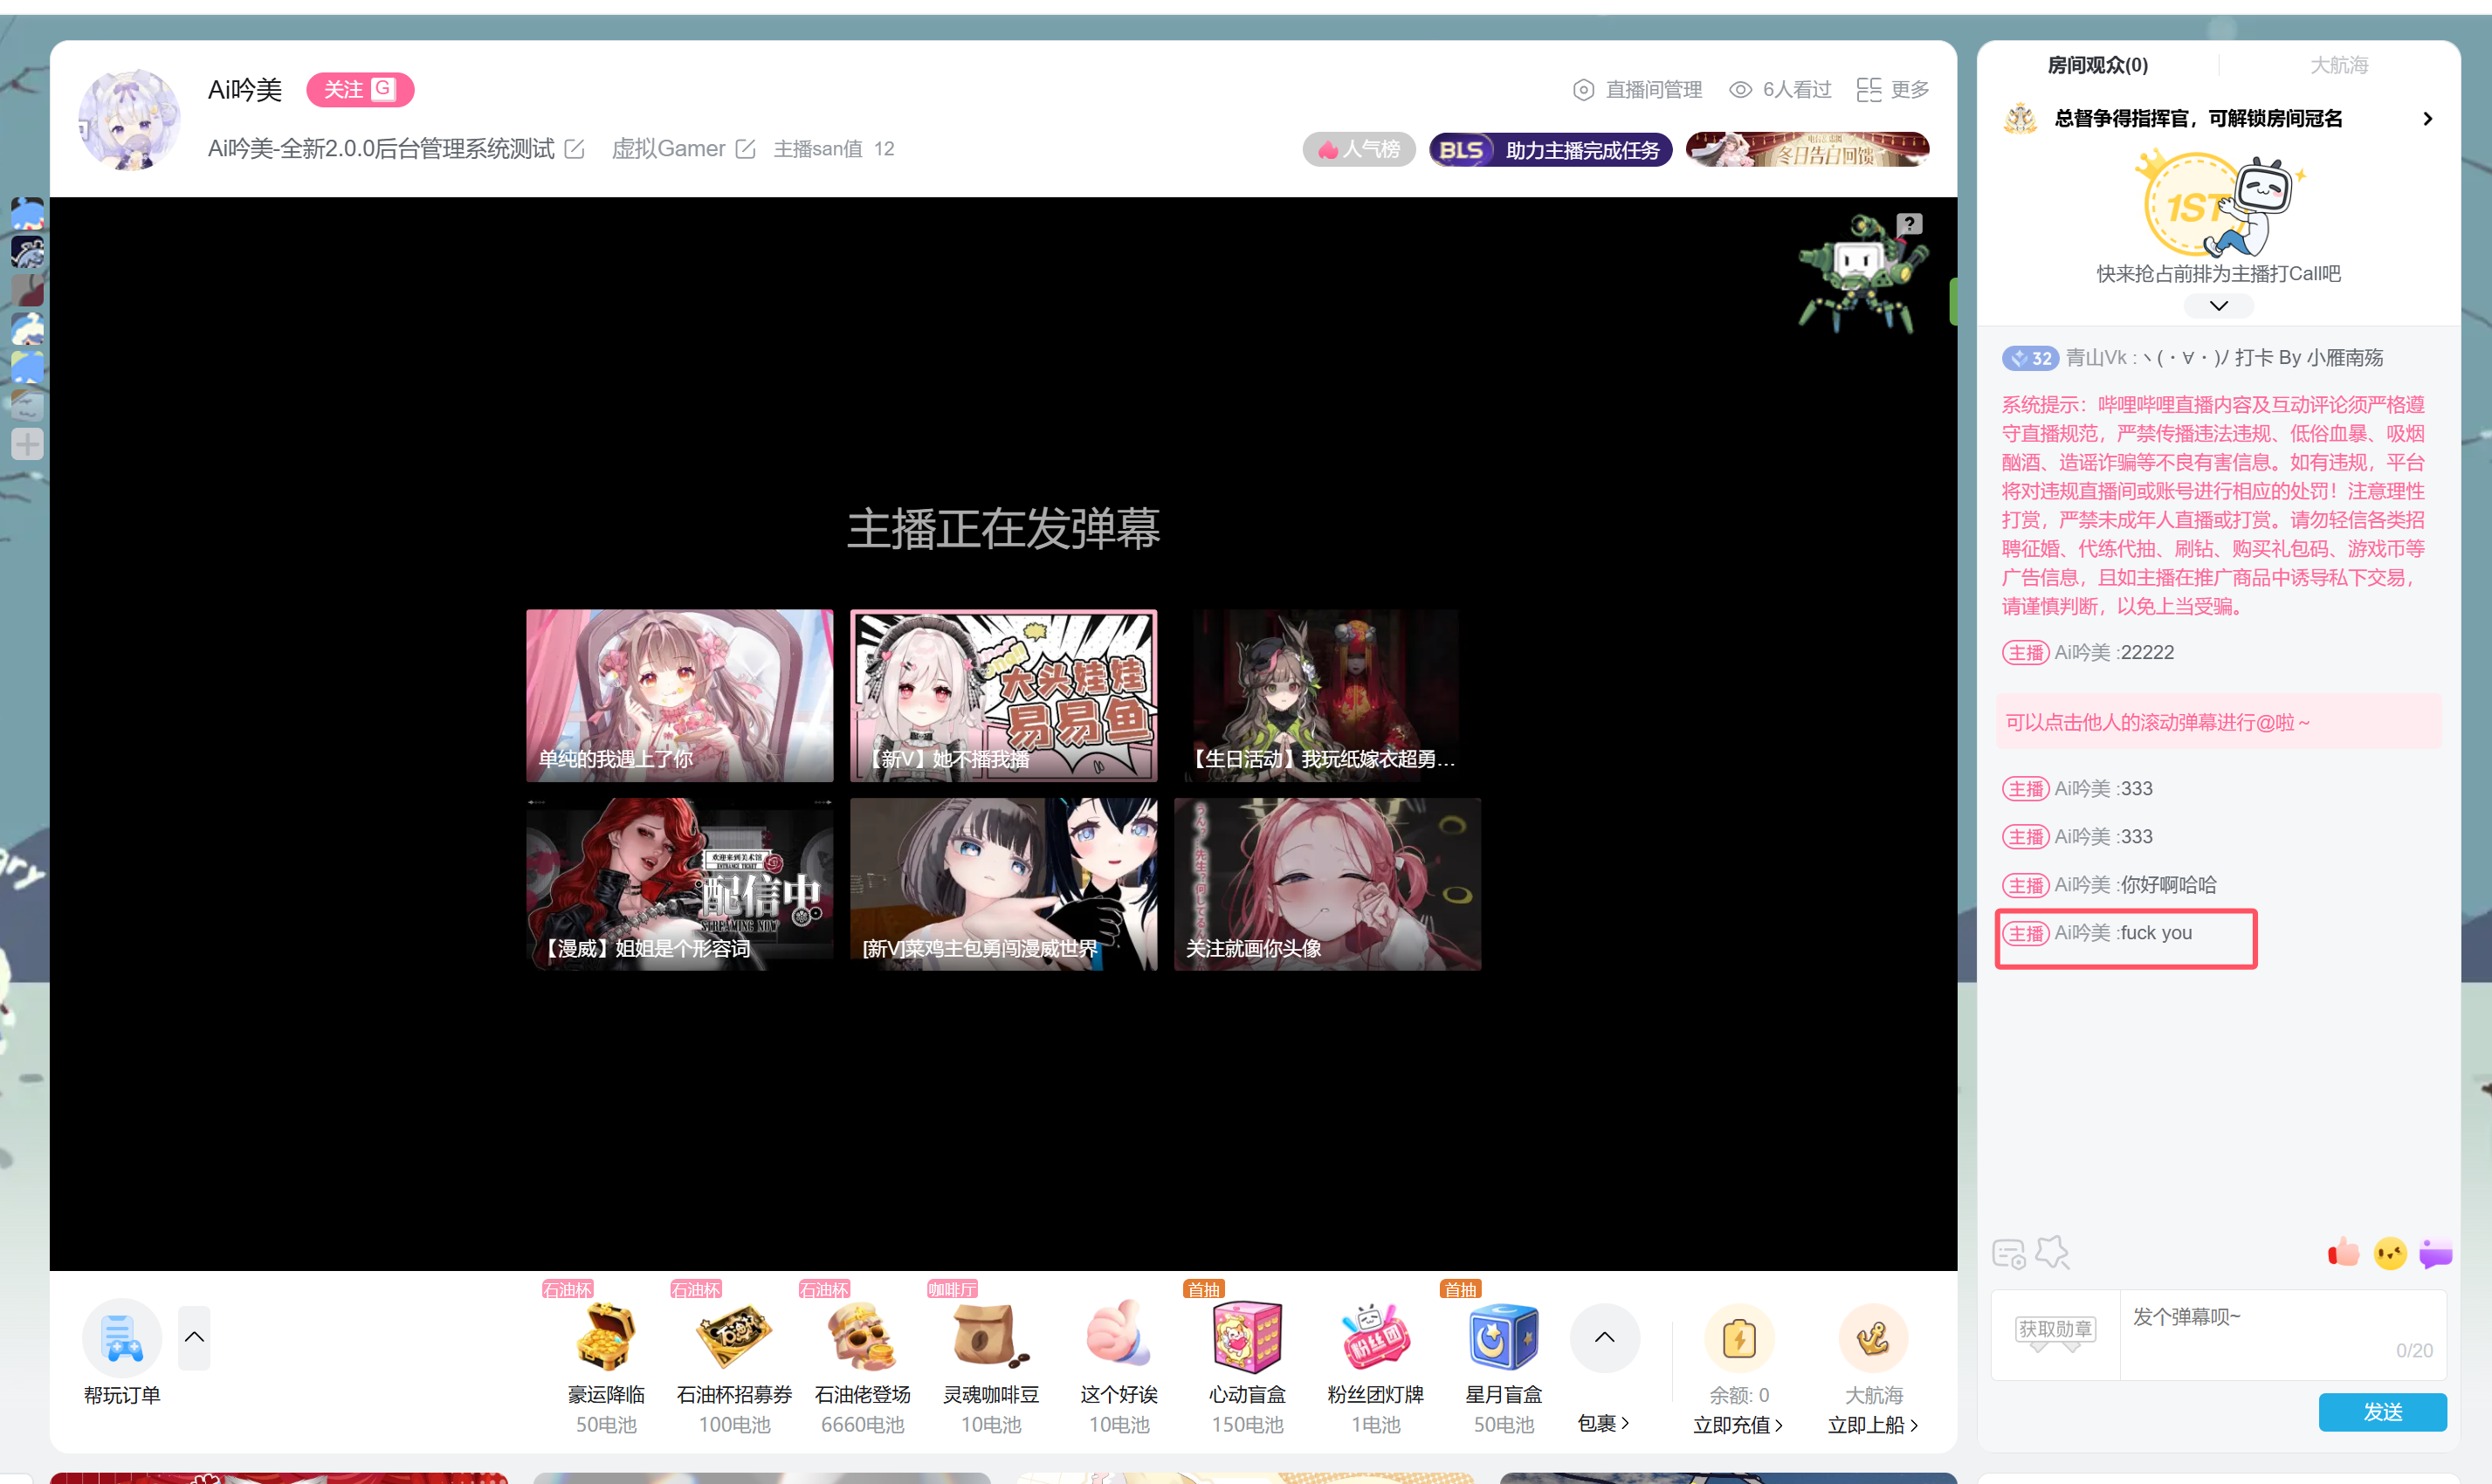 Ai吟美
关注 G
直播间管理
6人看过
更多
Ai吟美-全新2.0.0后台管理系统测试
虚拟Gamer
主播san值 12
人气榜
BLS 助力主播完成任务
冬日告白回馈
?
主播正在发弹幕
单纯的我遇上了你
大头娃娃
易易鱼
【新V】她不播我播
【生日活动】我玩纸嫁衣超勇...
欢迎来到美术馆
配信中
STREAMING NOW
【漫威】姐姐是个形容词
[新V]菜鸡主包勇闯漫威世界
关注就画你头像
帮玩订单
石油杯
豪运降临
50电池
石油杯
石油杯招募券
100电池
石油杯
石油佬登场
6660电池
咖啡厅
灵魂咖啡豆
10电池
这个好诶
10电池
首抽
心动盲盒
150电池
粉丝团
粉丝团灯牌
1电池
首抽
星月盲盒
50电池
包裹
余额: 0
立即充值
大航海
立即上船
房间观众(0)
大航海
总督争得指挥官，可解锁房间冠名
1ST
快来抢占前排为主播打Call吧
32 青山Vk :ヽ(・∀・)ﾉ 打卡 By 小雁南殇
系统提示：哔哩哔哩直播内容及互动评论须严格遵
守直播规范，严禁传播违法违规、低俗血暴、吸烟
酗酒、造谣诈骗等不良有害信息。如有违规，平台
将对违规直播间或账号进行相应的处罚！注意理性
打赏，严禁未成年人直播或打赏。请勿轻信各类招
聘征婚、代练代抽、刷钻、购买礼包码、游戏币等
广告信息，且如主播在推广商品中诱导私下交易，
请谨慎判断，以免上当受骗。
主播 Ai吟美 :22222
可以点击他人的滚动弹幕进行@啦～
主播 Ai吟美 :333
主播 Ai吟美 :333
主播 Ai吟美 :你好啊哈哈
主播 Ai吟美 :fuck you
获取勋章
发个弹幕呗~
0/20
发送